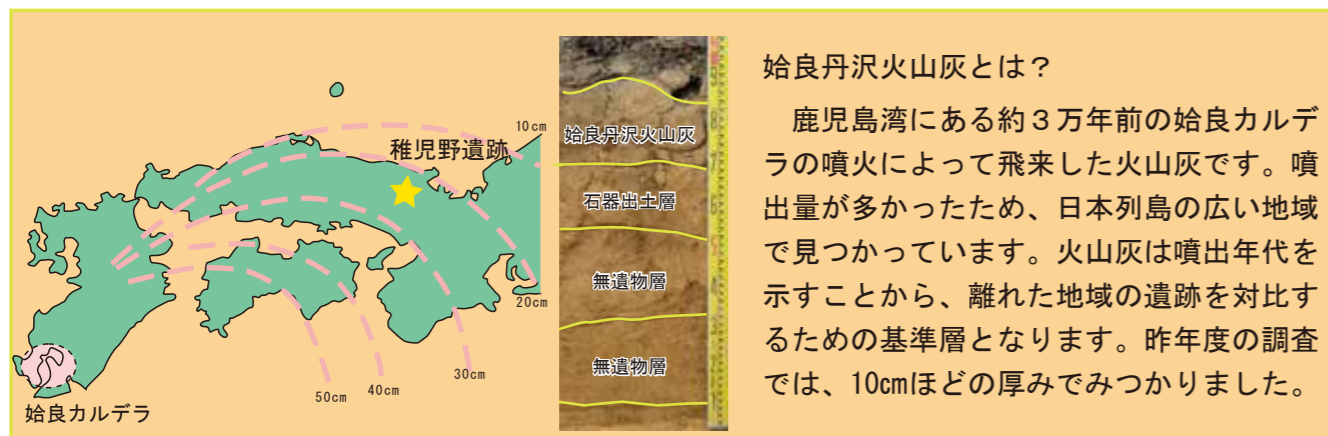 稚児野遺跡
10cm
20cm
30cm
40cm
50cm
姶良カルデラ
姶良丹沢火山灰
石器出土層
無遺物層
無遺物層
姶良丹沢火山灰とは？
鹿児島湾にある約３万年前の姶良カルデ
ラの噴火によって飛来した火山灰です。噴
出量が多かったため、日本列島の広い地域
で見つかっています。火山灰は噴出年代を
示すことから、離れた地域の遺跡を対比す
るための基準層となります。昨年度の調査
では、10㎝ほどの厚みでみつかりました。